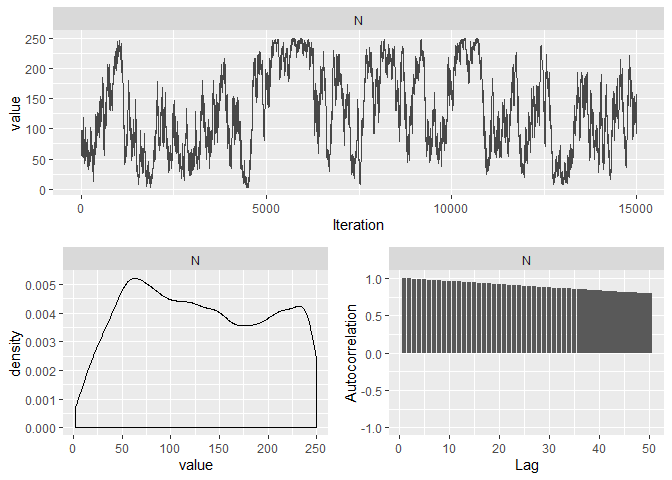 N
250
200
150
100
50
0
value
0 5000 10000 15000
Iteration
N
0.005
0.004
0.003
0.002
0.001
0.000
density
0 50 100 150 200 250
value
N
1.0
0.5
0.0
-0.5
-1.0
Autocorrelation
0 10 20 30 40 50
Lag